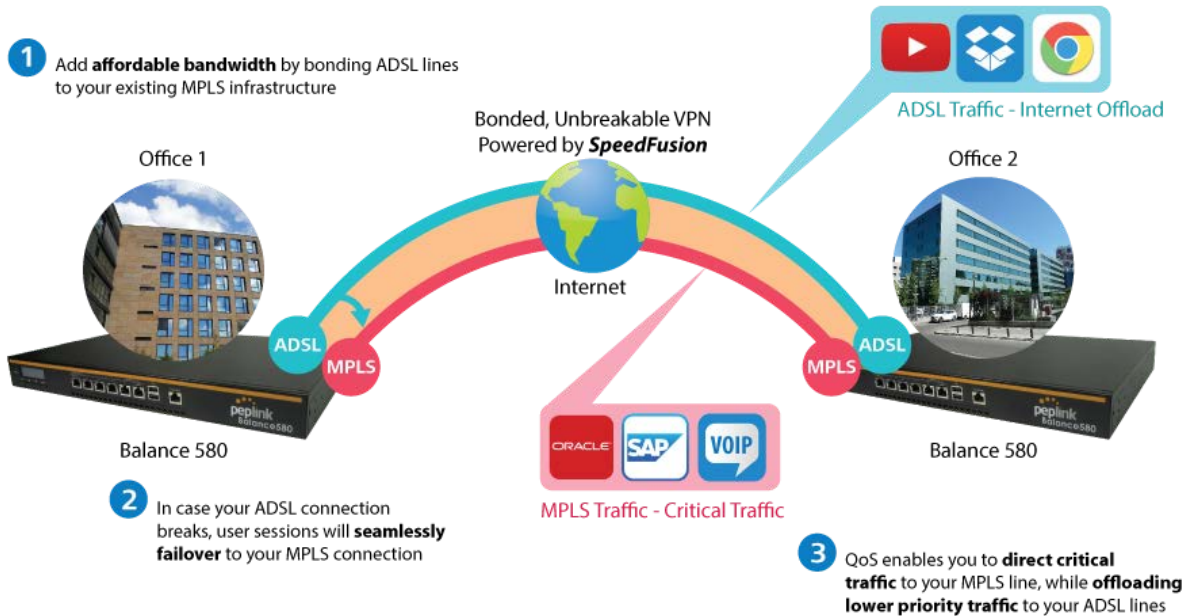 1
Add affordable bandwidth by bonding ADSL lines
to your existing MPLS infrastructure
ADSL Traffic - Internet Offload
Bonded, Unbreakable VPN
Powered by SpeedFusion
Office 1
Office 2
Internet
ADSL
MPLS
MPLS
ADSL
peplink
Balance580
peplink
Balance580
Balance 580
Balance 580
ORACLE
SAP
VOIP
MPLS Traffic - Critical Traffic
2
In case your ADSL connection
breaks, user sessions will seamlessly
failover to your MPLS connection
3
QoS enables you to direct critical
traffic to your MPLS line, while offloading
lower priority traffic to your ADSL lines